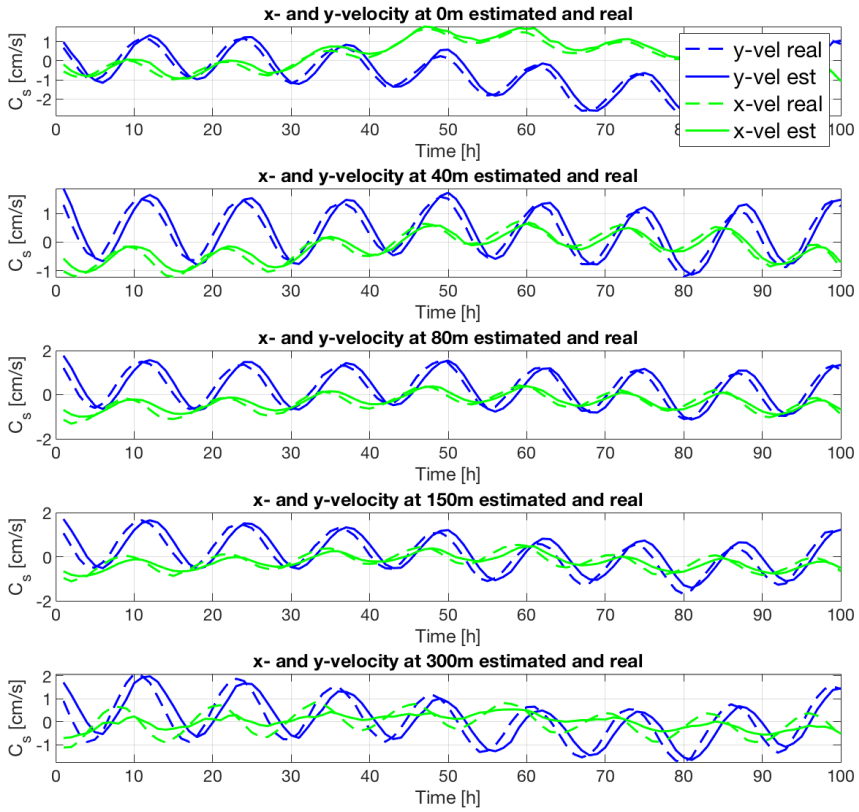 x- and y-velocity at 0m estimated and real
C_s [cm/s]
1
0
-1
-2
0 10 20 30 40 50 60 70 80 90 100
Time [h]
y-vel real
y-vel est
x-vel real
x-vel est
x- and y-velocity at 40m estimated and real
C_s [cm/s]
1
0
-1
0 10 20 30 40 50 60 70 80 90 100
Time [h]
x- and y-velocity at 80m estimated and real
C_s [cm/s]
2
0
-2
0 10 20 30 40 50 60 70 80 90 100
Time [h]
x- and y-velocity at 150m estimated and real
C_s [cm/s]
2
0
-2
0 10 20 30 40 50 60 70 80 90 100
Time [h]
x- and y-velocity at 300m estimated and real
C_s [cm/s]
2
1
0
-1
0 10 20 30 40 50 60 70 80 90 100
Time [h]